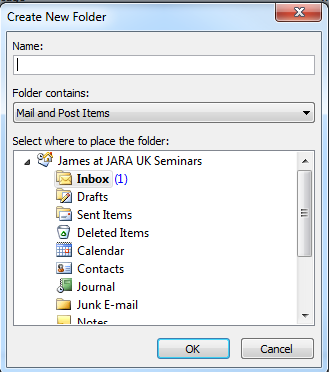 Create New Folder
Name:
Folder contains:
Mail and Post Items
Select where to place the folder:
James at JARA UK Seminars
Inbox (1)
Drafts
Sent Items
Deleted Items
Calendar
Contacts
Journal
Junk E-mail
Notes
OK
Cancel